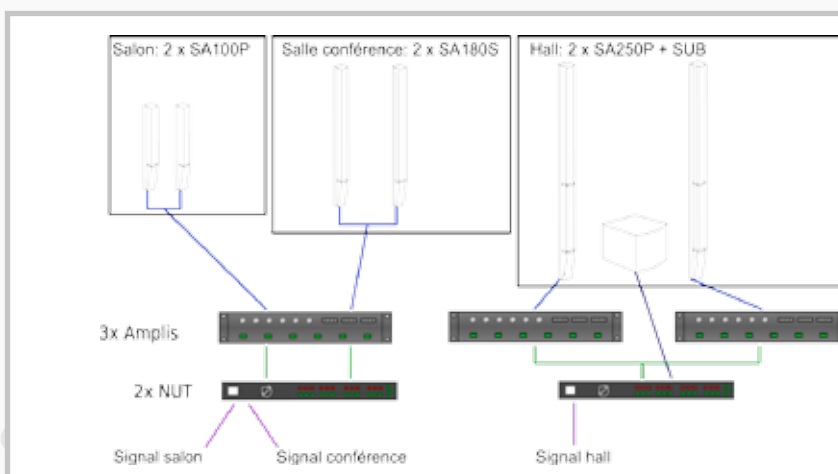 Salon: 2 x SA100P
Salle conférence: 2 x SA180S
Hall: 2 x SA250P + SUB
3x Amplis
2x NUT
Signal salon
Signal conférence
Signal hall